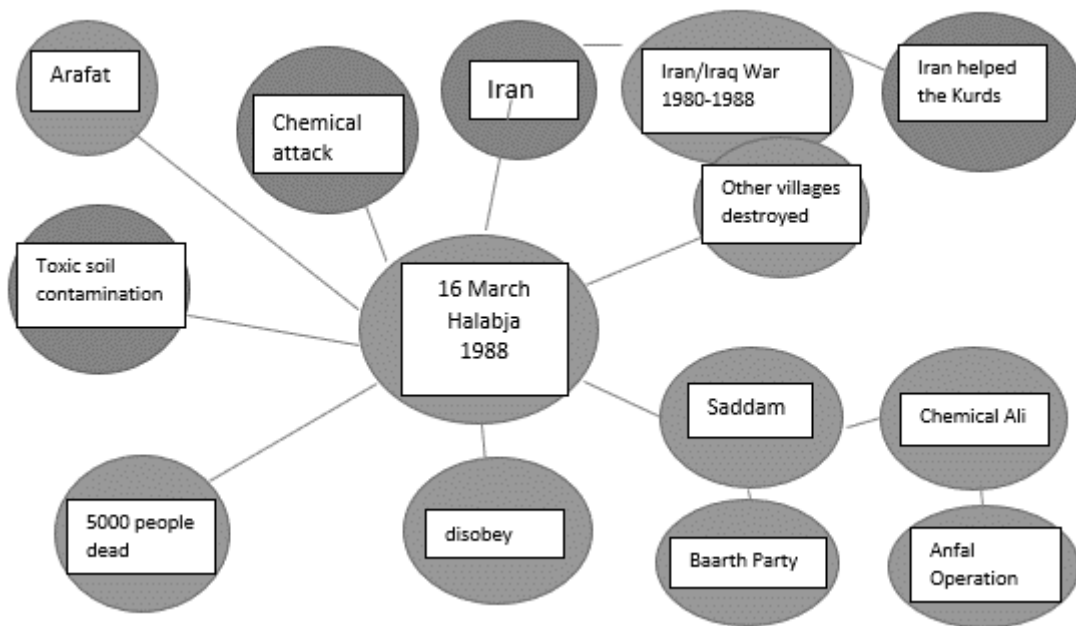 Arafat
Chemical
attack
Iran
Iran/Iraq War
1980-1988
Iran helped
the Kurds
Other villages
destroyed
Toxic soil
contamination
16 March
Halabja
1988
Saddam
Chemical Ali
5000 people
dead
disobey
Baarth Party
Anfal
Operation